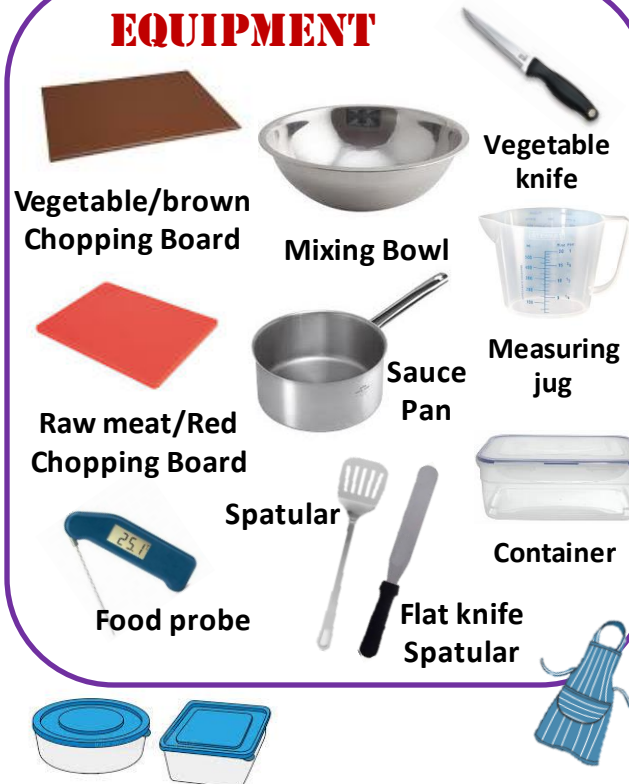 EQUIPMENT
Vegetable
knife
Vegetable/brown
Chopping Board
Mixing Bowl
Measuring
jug
Sauce
Pan
Raw meat/Red
Chopping Board
Spatular
Container
25.1°
Food probe
Flat knife
Spatular